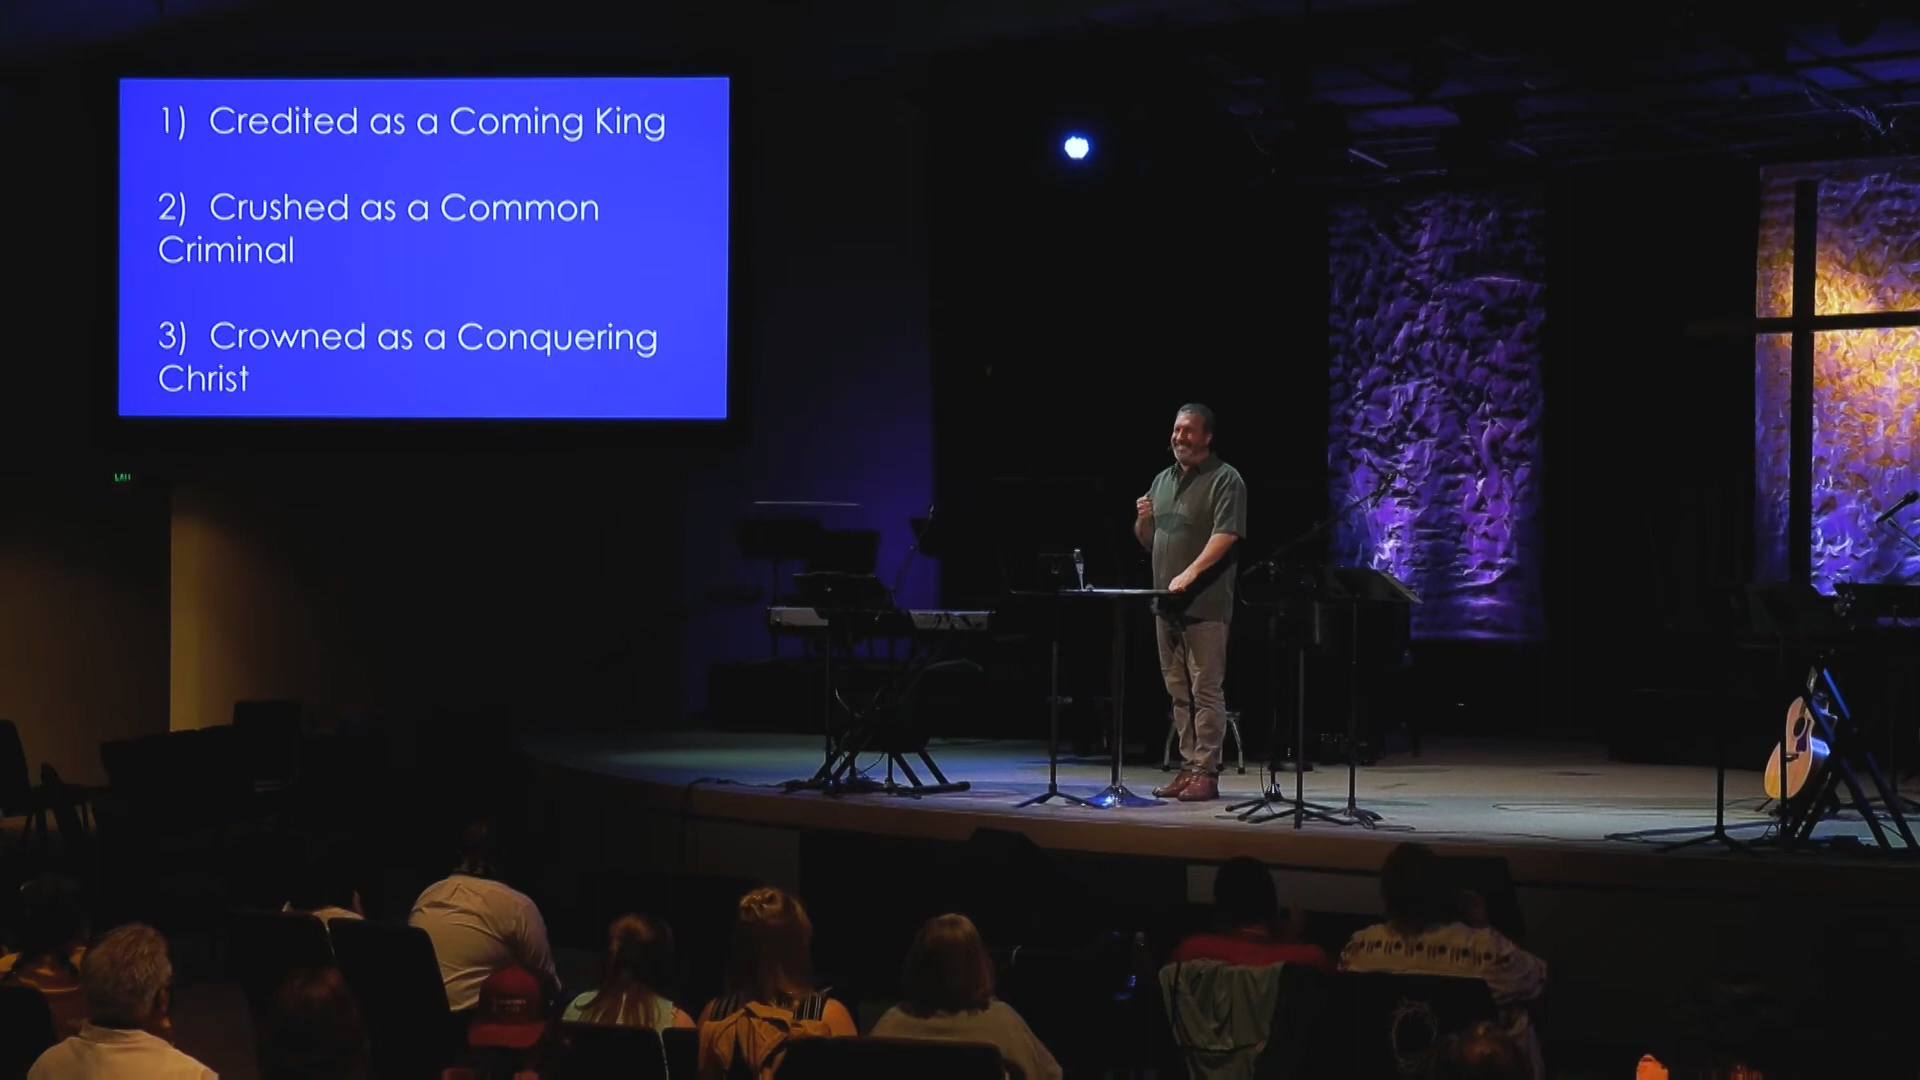 1) Credited as a Coming King
2) Crushed as a Common
Criminal
3) Crowned as a Conquering
Christ